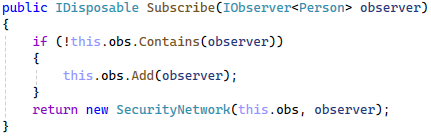 public IDisposable Subscribe(IObserver<Person> observer)
{
    if (!this.obs.Contains(observer))
    {
        this.obs.Add(observer);
    }
    return new SecurityNetwork(this.obs, observer);
}